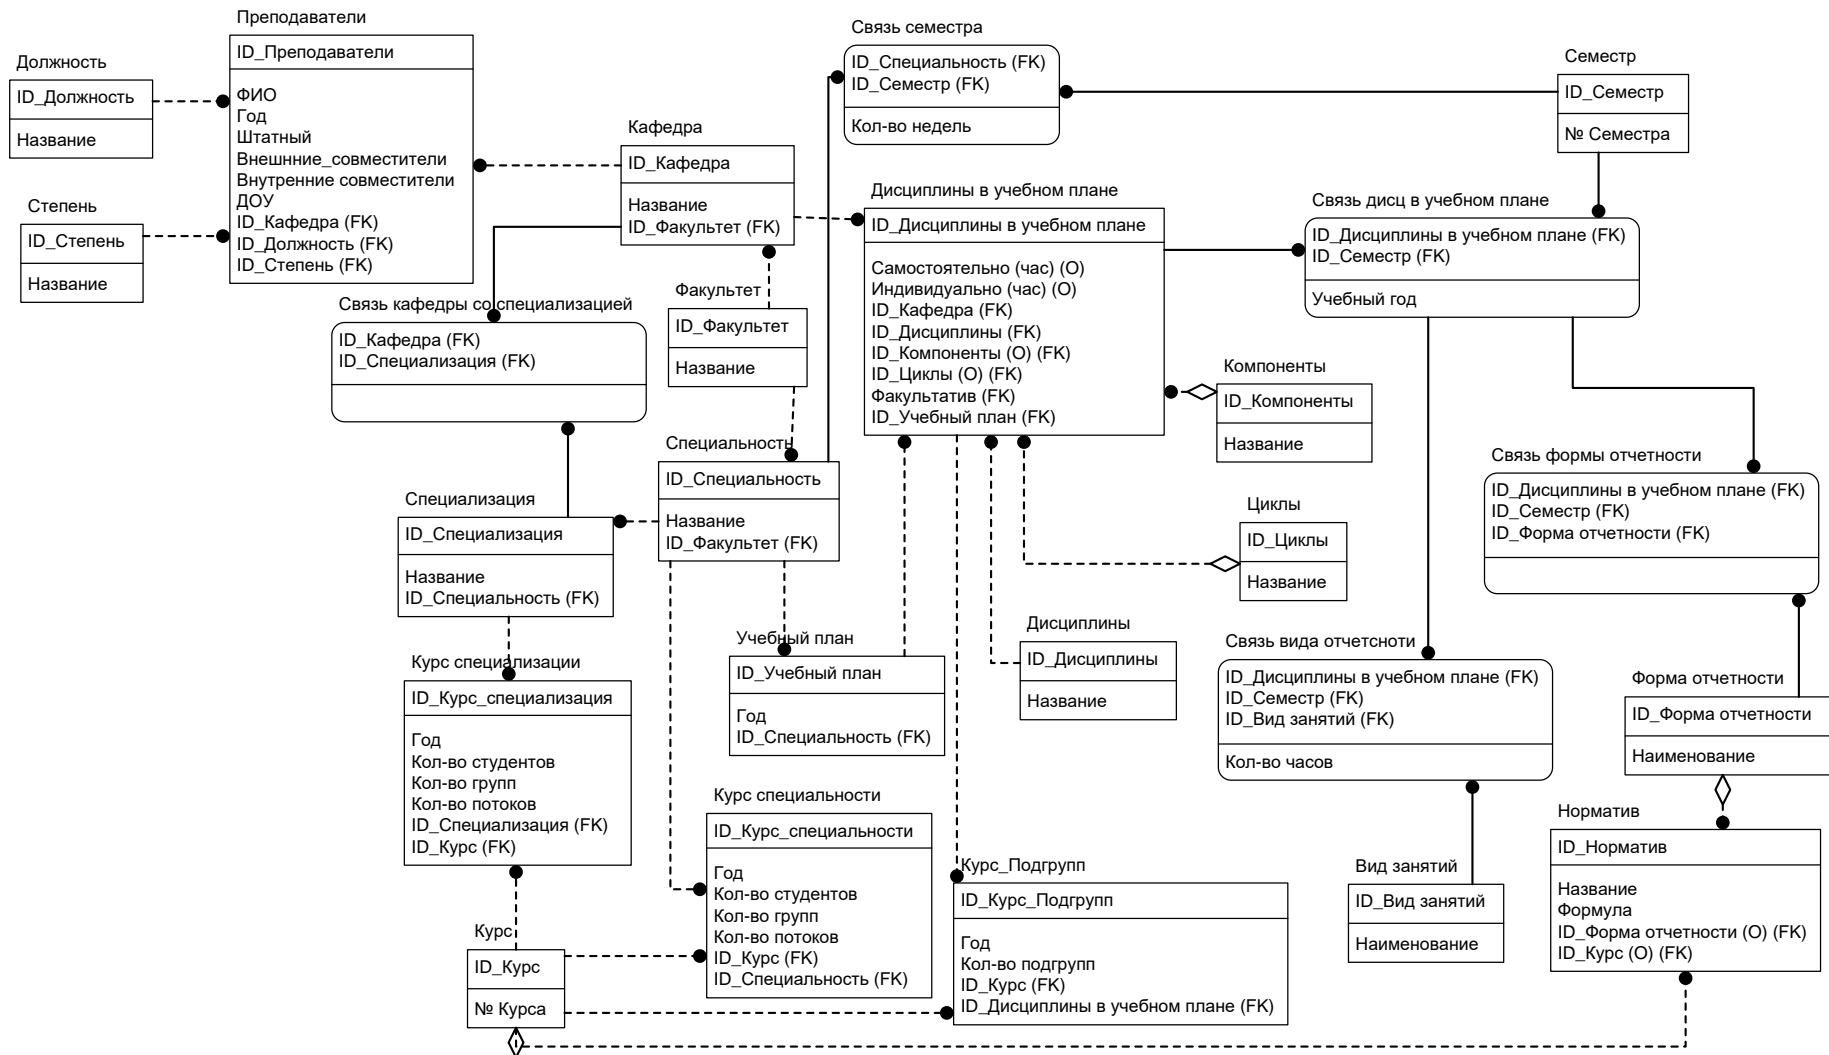 Преподаватели
ID_Преподаватели
ФИО
Год
Штатный
Внешнние_совместители
Внутренние совместители
ДОУ
ID_Кафедра (FK)
ID_Должность (FK)
ID_Степень (FK)
Должность
ID_Должность
Название
Степень
ID_Степень
Название
Кафедра
ID_Кафедра
Название
ID_Факультет (FK)
Связь семестра
ID_Специальность (FK)
ID_Семестр (FK)
Кол-во недель
Семестр
ID_Семестр
№ Семестра
Дисциплины в учебном плане
ID_Дисциплины в учебном плане
Самостоятельно (час) (O)
Индивидуально (час) (O)
ID_Кафедра (FK)
ID_Дисциплины (FK)
ID_Компоненты (O) (FK)
ID_Циклы (O) (FK)
Факультатив (FK)
ID_Учебный план (FK)
Связь дисц в учебном плане
ID_Дисциплины в учебном плане (FK)
ID_Семестр (FK)
Учебный год
Связь кафедры со специализацией
ID_Кафедра (FK)
ID_Специализация (FK)
Факультет
ID_Факультет
Название
Компоненты
ID_Компоненты
Название
Специальность
ID_Специальность
Название
ID_Факультет (FK)
Связь формы отчетности
ID_Дисциплины в учебном плане (FK)
ID_Семестр (FK)
ID_Форма отчетности (FK)
Специализация
ID_Специализация
Название
ID_Специальность (FK)
Циклы
ID_Циклы
Название
Учебный план
ID_Учебный план
Год
ID_Специальность (FK)
Дисциплины
ID_Дисциплины
Название
Связь вида отчетсноти
ID_Дисциплины в учебном плане (FK)
ID_Семестр (FK)
ID_Вид занятий (FK)
Кол-во часов
Форма отчетности
ID_Форма отчетности
Наименование
Курс специализации
ID_Курс_специализация
Год
Кол-во студентов
Кол-во групп
Кол-во потоков
ID_Специализация (FK)
ID_Курс (FK)
Курс специальности
ID_Курс_специальности
Год
Кол-во студентов
Кол-во групп
Кол-во потоков
ID_Курс (FK)
ID_Специальность (FK)
Курс_Подгрупп
ID_Курс_Подгрупп
Год
Кол-во подгрупп
ID_Курс (FK)
ID_Дисциплины в учебном плане (FK)
Вид занятий
ID_Вид занятий
Наименование
Норматив
ID_Норматив
Название
Формула
ID_Форма отчетности (O) (FK)
ID_Курс (O) (FK)
Курс
ID_Курс
№ Курса